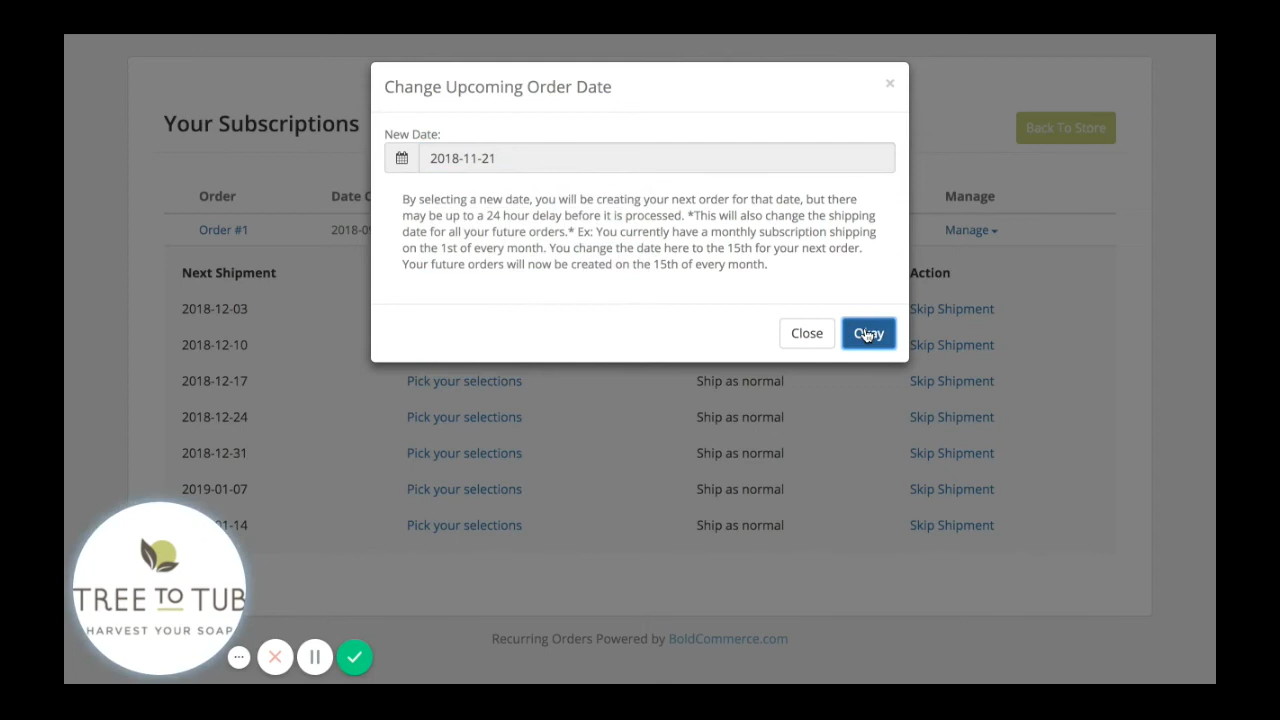 Change Upcoming Order Date ×
New Date:
2018-11-21
By selecting a new date, you will be creating your next order for that date, but there
may be up to a 24 hour delay before it is processed. *This will also change the shipping
date for all your future orders.* Ex: You currently have a monthly subscription shipping
on the 1st of every month. You change the date here to the 15th for your next order.
Your future orders will now be created on the 15th of every month.
Close Okay
Your Subscriptions
Back To Store
Order Date Manage
Order #1 Manage
Next Shipment Action
2018-12-03 Skip Shipment
2018-12-10 Skip Shipment
2018-12-17 Pick your selections Ship as normal Skip Shipment
2018-12-24 Pick your selections Ship as normal Skip Shipment
2018-12-31 Pick your selections Ship as normal Skip Shipment
2019-01-07 Pick your selections Ship as normal Skip Shipment
Pick your selections Ship as normal Skip Shipment
TREE TO TUB
HARVEST YOUR SOAP
Recurring Orders Powered by BoldCommerce.com